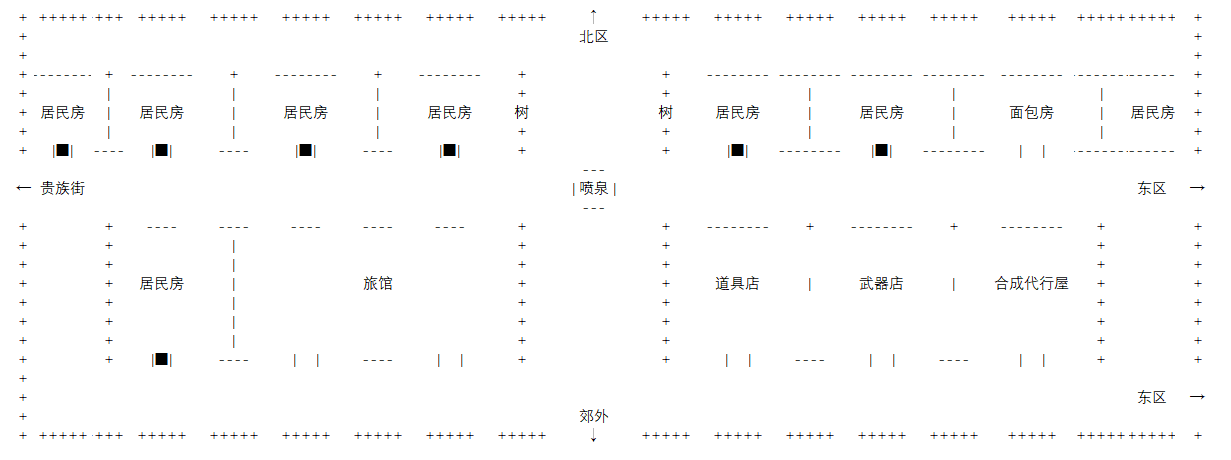 + +++++ +++ +++++ +++++ +++++ +++++ +++++ ↑ +++++ +++++ +++++ +++++ +++++ +++++ +++++ +++++ +
+ 北区 +
+ +
+ -------- + -------- + -------- + -------- + + -------- -------- -------- -------- -------- +
+ | | | + + | | | +
+ 居民房 | 居民房 | 居民房 | 居民房 树 树 居民房 | 居民房 | 面包房 | 居民房 +
+ | | | + + | | | +
+ |■| ---- |■| ---- |■| ---- |■| + + |■| -------- |■| -------- | | -------- -------- +
---
← 贵族街 | 喷泉 | 东区 →
---
+ + ---- ---- ---- ---- ---- + + -------- + -------- + -------- + +
+ + | + + + +
+ + | + + + +
+ + 居民房 | 旅馆 + + 道具店 | 武器店 | 合成代行屋 + +
+ + | + + + +
+ + | + + + +
+ + | + + + +
+ + |■| ---- | | ---- | | + + | | ---- | | ---- | | + +
+ +
+ 东区 →
+ 郊外 +
+ +++++ +++ +++++ +++++ +++++ +++++ +++++ ↓ +++++ +++++ +++++ +++++ +++++ +++++ +++++ +++++ +